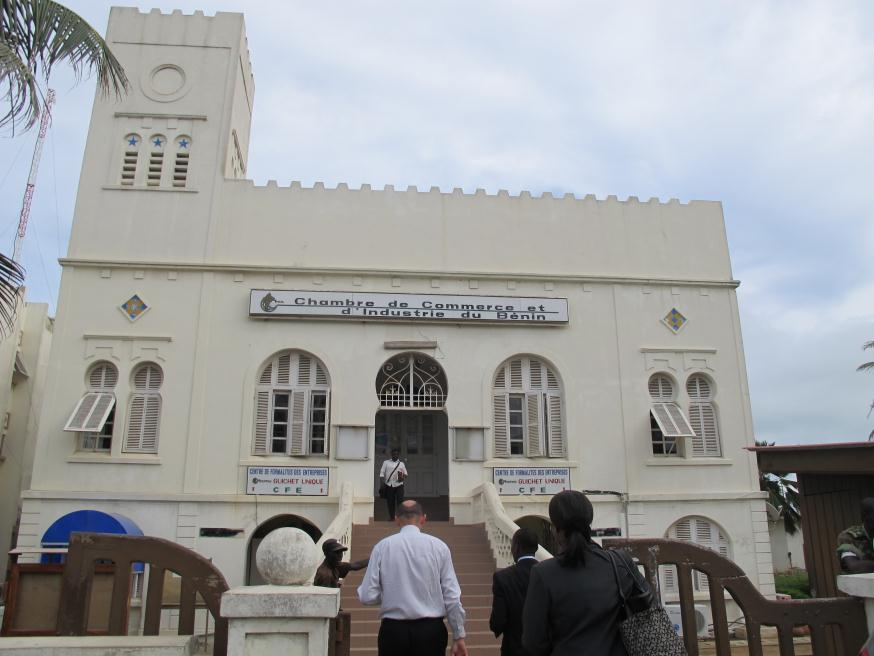 Chambre de Commerce et
d'Industrie du Bénin
CENTRE DE FORMALITES DES ENTREPRISES
GUICHET UNIQUE
CFE
CENTRE DE FORMALITES DES ENTREPRISES
GUICHET UNIQUE
CFE